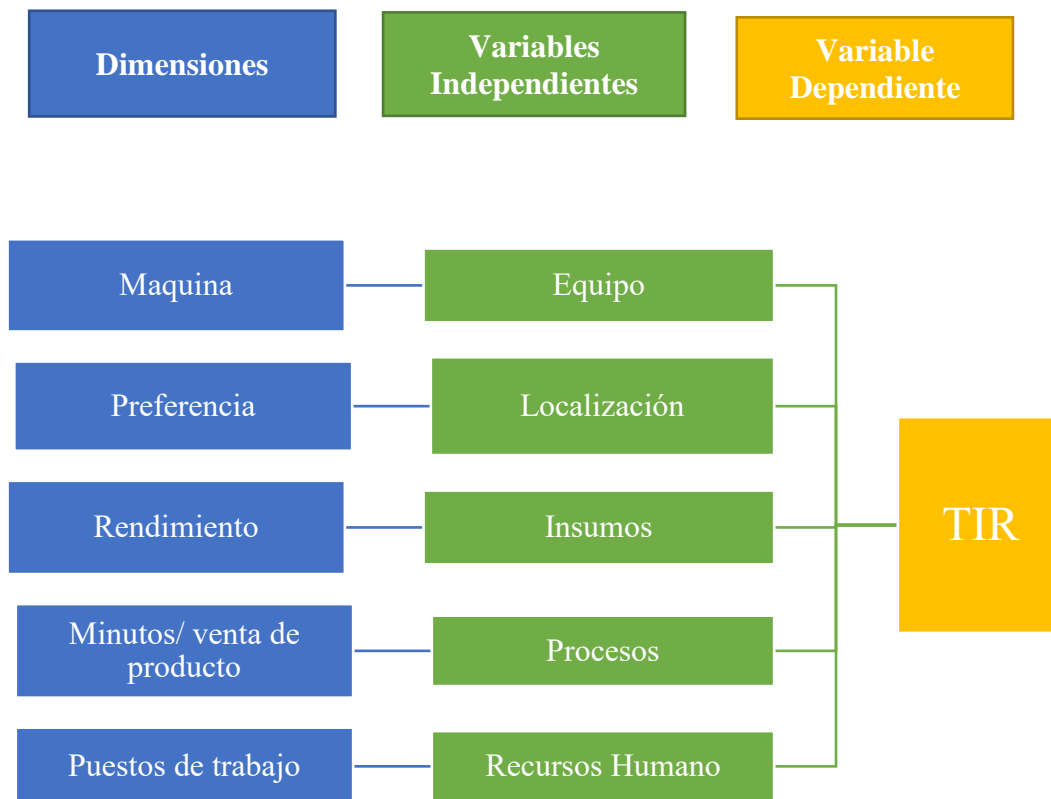 Dimensiones
Variables
Independientes
Variable
Dependiente
Maquina
Equipo
Preferencia
Localización
Rendimiento
Insumos
TIR
Minutos/ venta de
producto
Procesos
Puestos de trabajo
Recursos Humano